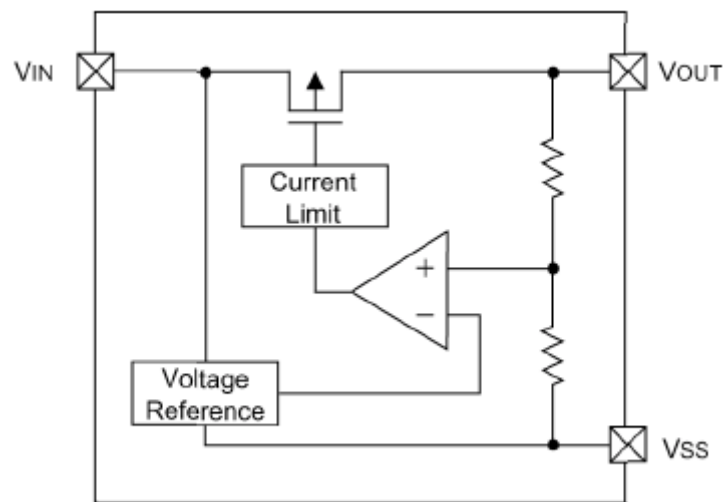 VIN
VOUT
Current
Limit
+
−
Voltage
Reference
VSS